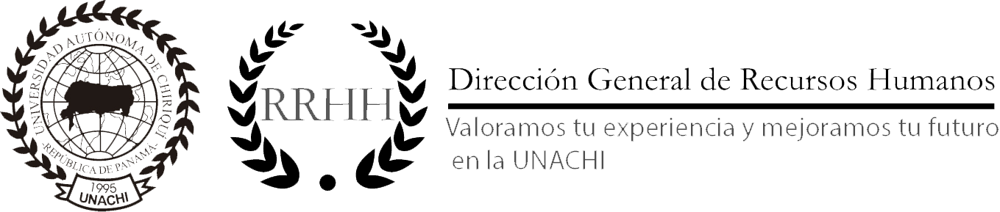 UNIVERSIDAD AUTÓNOMA DE CHIRIQUÍ
-REPÚBLICA DE PANAMÁ-
1995
UNACHI
RRHH
Dirección General de Recursos Humanos
Valoramos tu experiencia y mejoramos tu futuro
en la UNACHI